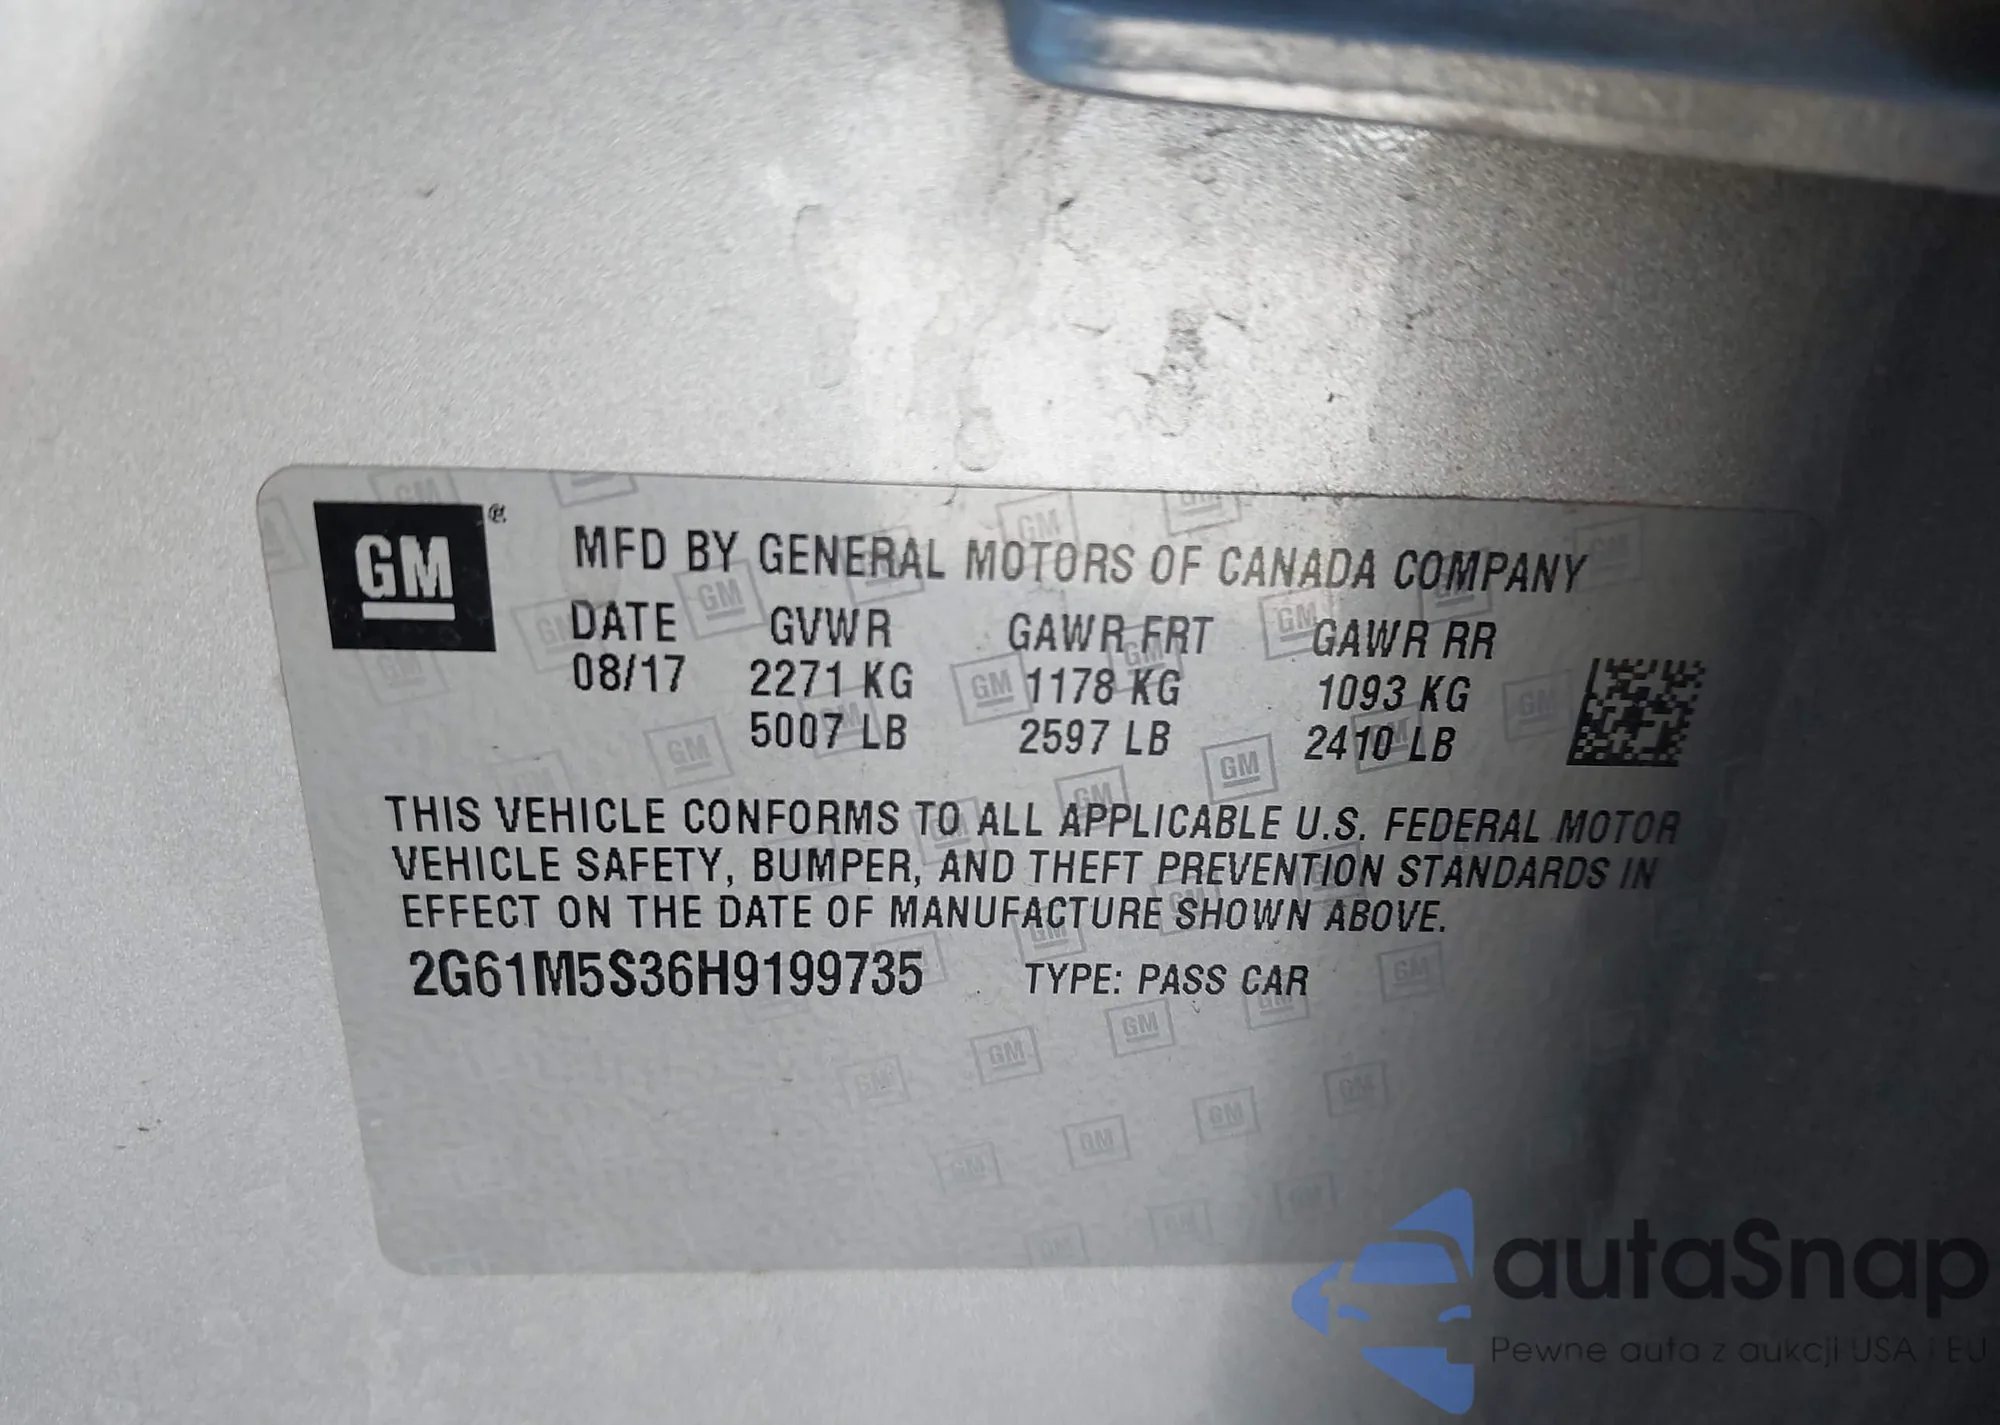 GM ®
MFD BY GENERAL MOTORS OF CANADA COMPANY
DATE GVWR GAWR FRT GAWR RR
08/17 2271 KG 1178 KG 1093 KG
5007 LB 2597 LB 2410 LB
THIS VEHICLE CONFORMS TO ALL APPLICABLE U.S. FEDERAL MOTOR
VEHICLE SAFETY, BUMPER, AND THEFT PREVENTION STANDARDS IN
EFFECT ON THE DATE OF MANUFACTURE SHOWN ABOVE.
2G61M5S36H9199735 TYPE: PASS CAR
autaSnap
Pewne auta z aukcji USA i EU